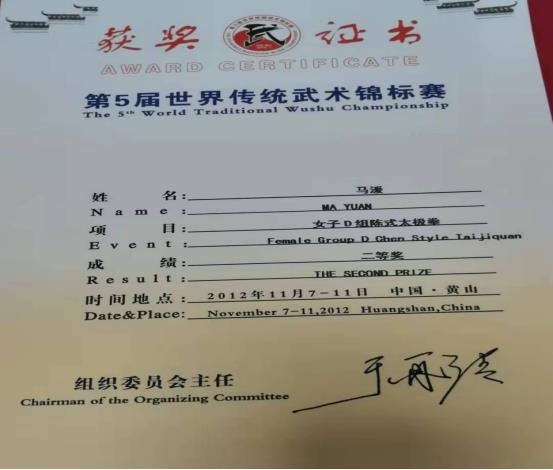 获奖 武 证书
AWARD CERTIFICATE
第5届世界传统武术锦标赛
The 5th World Traditional Wushu Championship
姓名: 马湲
Name: MA YUAN
项目: 女子D组陈式太极拳
Event: Female Group D Chen Style Taijiquan
成绩: 二等奖
Result: THE SECOND PRIZE
时间地点: 2012年11月7-11日 中国·黄山
Date&Place: November 7-11,2012 Huangshan,China
组织委员会主任
Chairman of the Organizing Committee